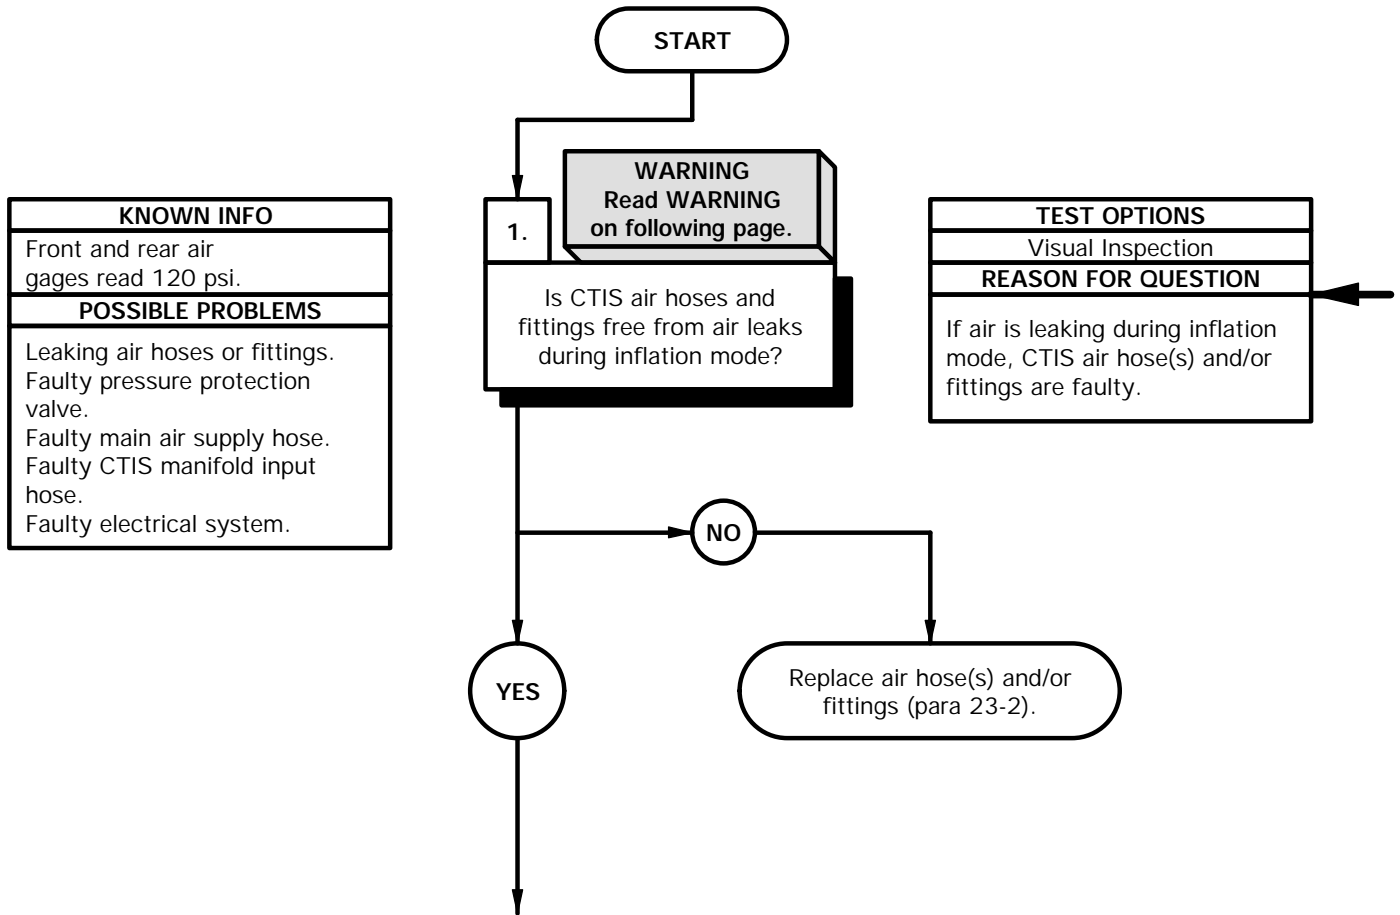 START
KNOWN INFO
Front and rear air
gages read 120 psi.
POSSIBLE PROBLEMS
Leaking air hoses or fittings.
Faulty pressure protection
valve.
Faulty main air supply hose.
Faulty CTIS manifold input
hose.
Faulty electrical system.
1.
WARNING
Read WARNING
on following page.
Is CTIS air hoses and
fittings free from air leaks
during inflation mode?
TEST OPTIONS
Visual Inspection
REASON FOR QUESTION
If air is leaking during inflation
mode, CTIS air hose(s) and/or
fittings are faulty.
NO
YES
Replace air hose(s) and/or
fittings (para 23-2).